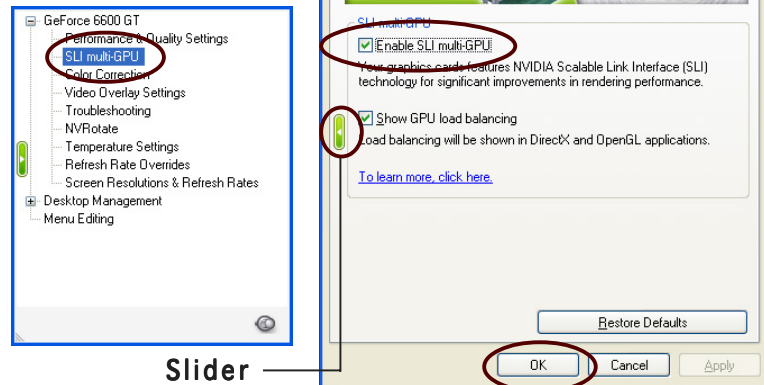 GeForce 6600 GT
Performance & Quality Settings
SLI multi-GPU
Color Correction
Video Overlay Settings
Troubleshooting
NVRotate
Temperature Settings
Refresh Rate Overrides
Screen Resolutions & Refresh Rates
Desktop Management
Menu Editing
SLI multi-GPU
Enable SLI multi-GPU
Your graphics cards features NVIDIA Scalable Link Interface (SLI)
technology for significant improvements in rendering performance.
Show GPU load balancing
Load balancing will be shown in DirectX and OpenGL applications.
To learn more, click here.
Restore Defaults
OK
Cancel
Apply
Slider